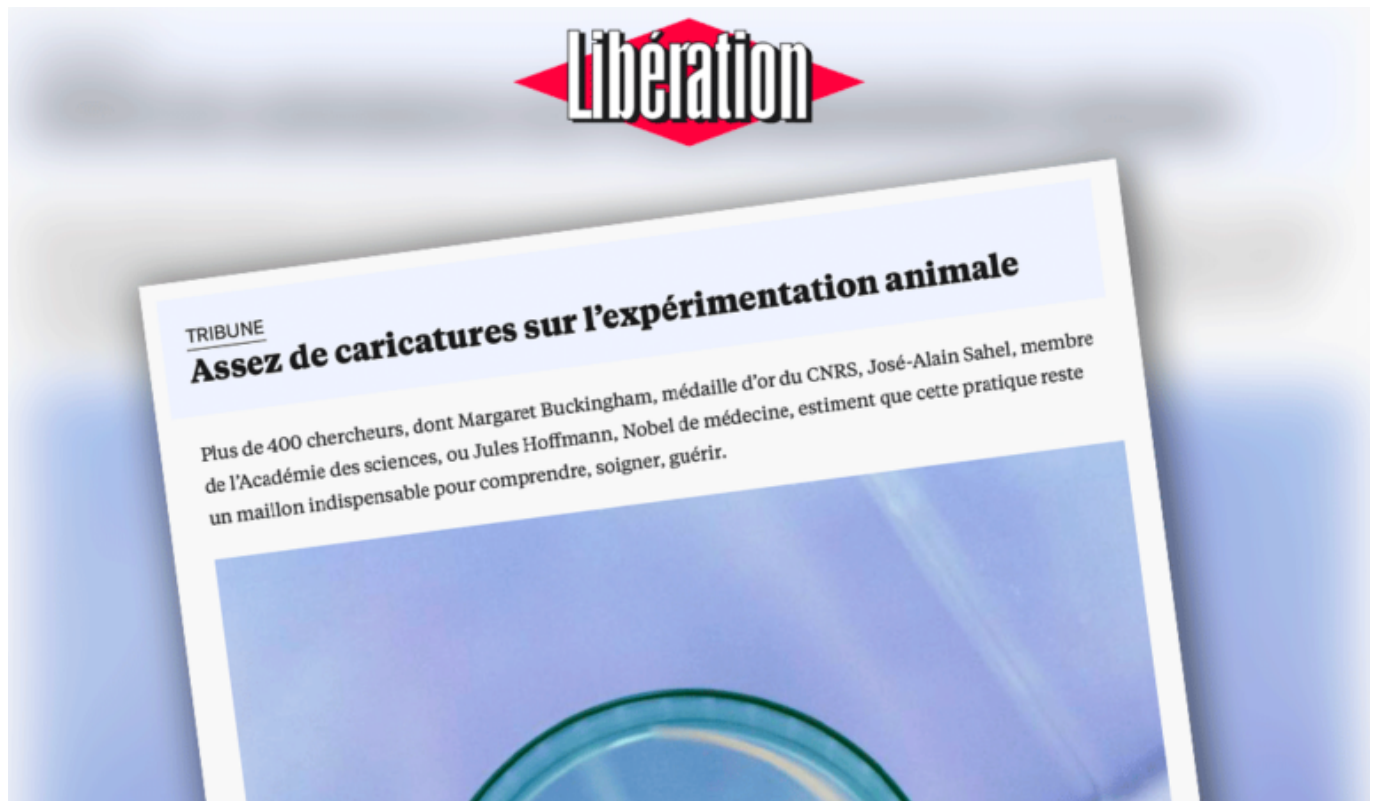 Libération
TRIBUNE
Assez de caricatures sur l'expérimentation animale
Plus de 400 chercheurs, dont Margaret Buckingham, médaille d'or du CNRS, José-Alain Sahel, membre
de l'Académie des sciences, ou Jules Hoffmann, Nobel de médecine, estiment que cette pratique reste
un maillon indispensable pour comprendre, soigner, guérir.